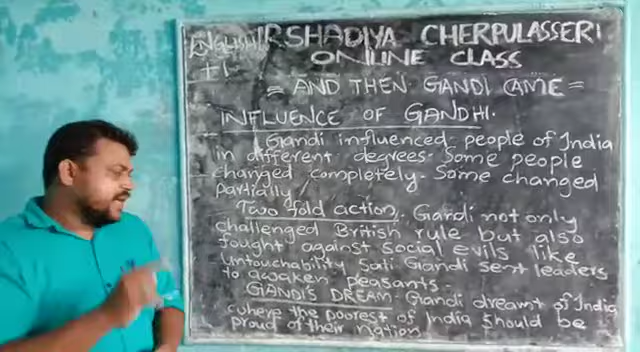 ENGLISH IRSHADIYA CHERPULASSERI
+1 ONLINE CLASS
= AND THEN GANDI CAME =
INFLUENCE OF GANDHI.
Gandi influenced people of India
in different degrees. Some people
changed completely. Some changed
partially
Two fold action. Gandi not only
challenged British rule but also
fought against social evils like
Untouchability Sati Gandi sent leaders
to awaken peasants.
GANDI'S DREAM. Gandi dreamt of India
where the poorest of India should be
proud of their nation